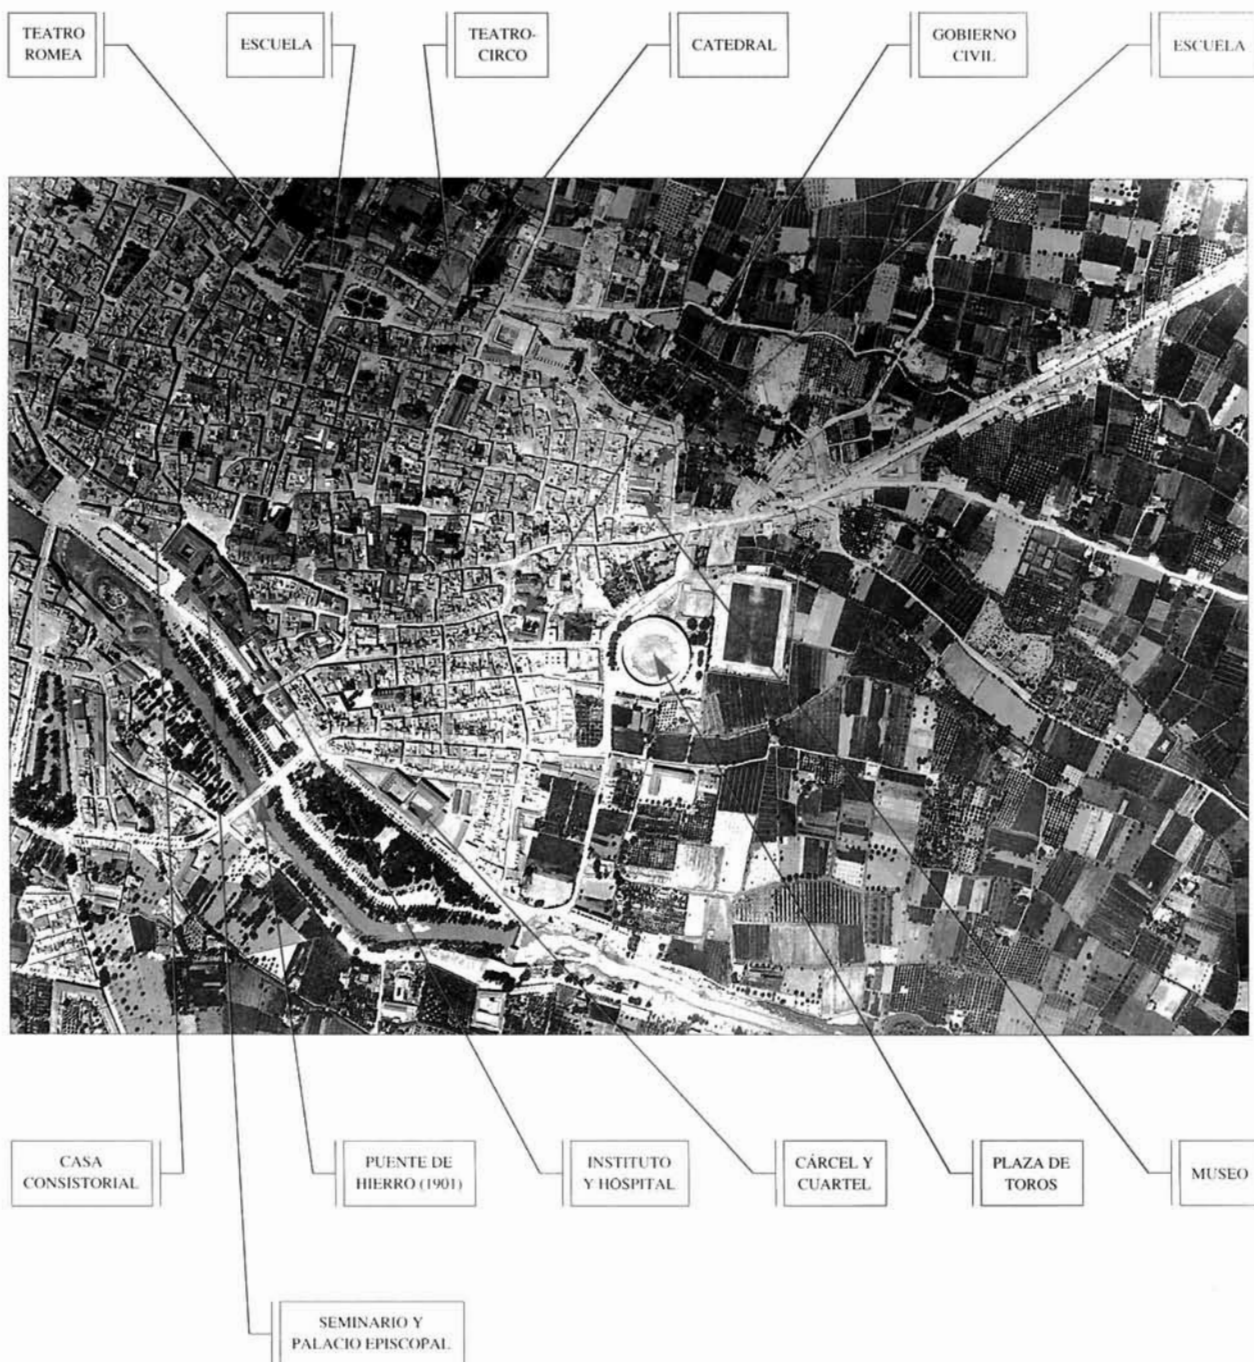 TEATRO
ROMEA
ESCUELA
TEATRO-
CIRCO
CATEDRAL
GOBIERNO
CIVIL
ESCUELA
CASA
CONSISTORIAL
PUENTE DE
HIERRO (1901)
INSTITUTO
Y HOSPITAL
CÁRCEL Y
CUARTEL
PLAZA DE
TOROS
MUSEO
SEMINARIO Y
PALACIO EPISCOPAL